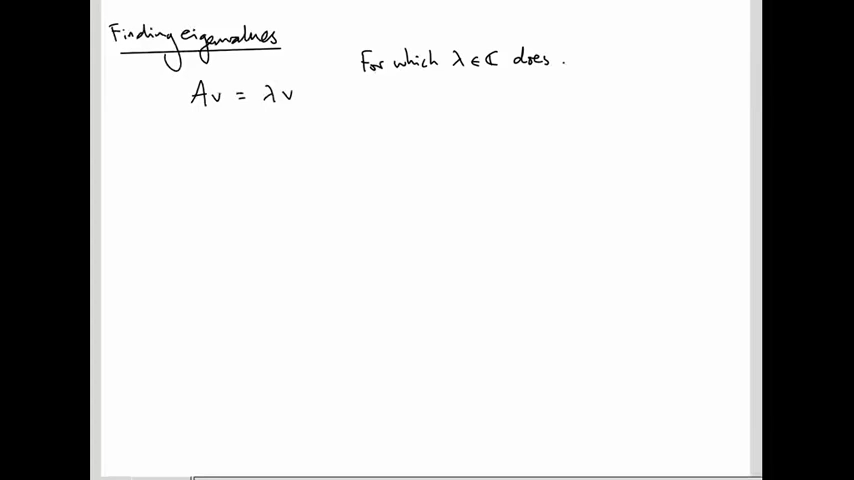 Finding eigenvalues
For which λ ∈ ℂ does .
Av = λv